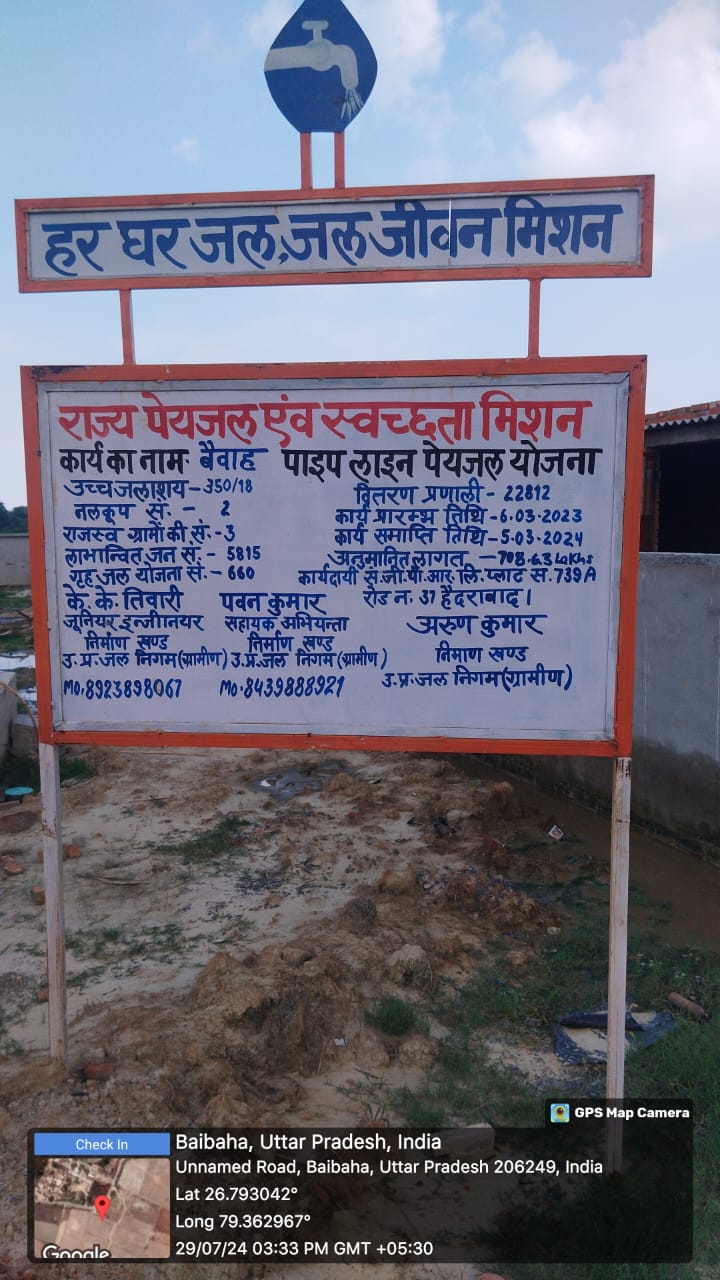 हर घर जल, जल जीवन मिशन
राज्य पेयजल एंव स्वच्छता मिशन
कार्य का नाम बैवाह पाइप लाइन पेयजल योजना
उच्च जलाशय - 350/18
वितरण प्रणाली - 22812
नलकूप सं. - 2
कार्य प्रारम्भ तिथि - 6.03.2023
राजस्व ग्रामों की सं. - 3
कार्य समाप्ति तिथि - 5.03.2024
लाभान्वित जन सं. - 5815
अनुमानित लागत - 708.63 Lakhs
गृह जल योजना सं. - 660
कार्यदायी स.जी.पी.आर.लि. प्लाट स. 739A
रोड न. 37 हैदराबाद।
के. के. तिवारी
पवन कुमार
अरुण कुमार
जूनियर इन्जीनियर
सहायक अभियन्ता
निर्माण खण्ड
निर्माण खण्ड
निमाण खण्ड
उ.प्र. जल निगम (ग्रामीण)
उ.प्र. जल निगम (ग्रामीण)
उ.प्र. जल निगम (ग्रामीण)
Mo. 8923898067
Mo. 8439888921
GPS Map Camera
Check In
Baibaha, Uttar Pradesh, India
Unnamed Road, Baibaha, Uttar Pradesh 206249, India
Lat 26.793042°
Long 79.362967°
29/07/24 03:33 PM GMT +05:30
Google